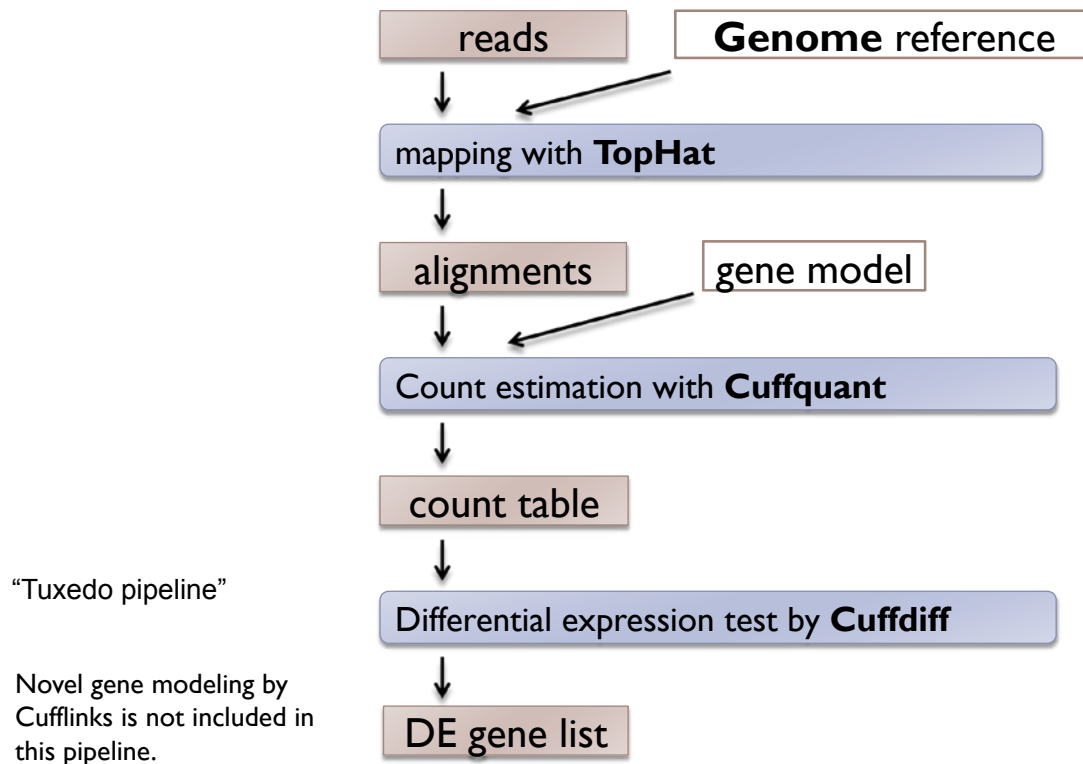 reads
Genome reference
mapping with TopHat
alignments
gene model
Count estimation with Cuffquant
count table
“Tuxedo pipeline”
Differential expression test by Cuffdiff
Novel gene modeling by
Cufflinks is not included in
this pipeline.
DE gene list